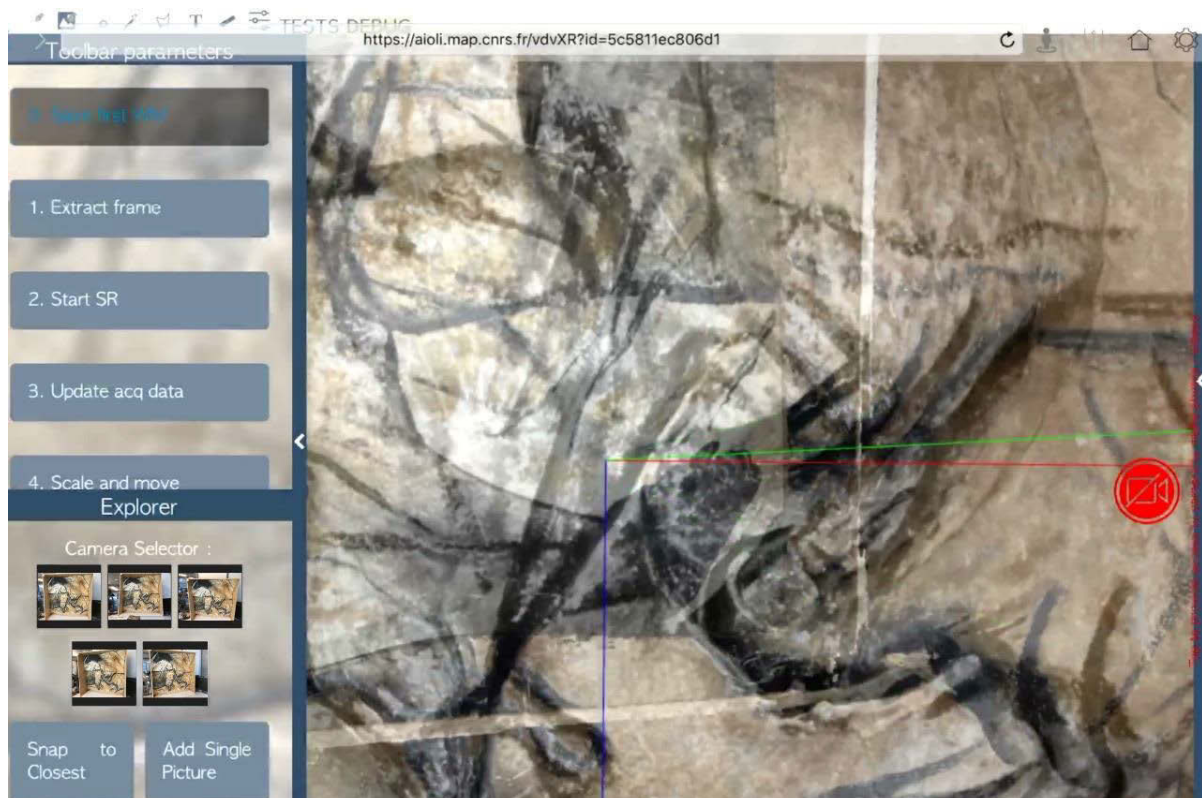 T
TESTS DEBUG
https://aioli.map.cnrs.fr/vdvXR?id=5c5811ec806d1
Toolbar parameters
1. Extract frame
2. Start SR
3. Update acq data
4. Scale and move
Explorer
Camera Selector :
Snap to
Closest
Add Single
Picture